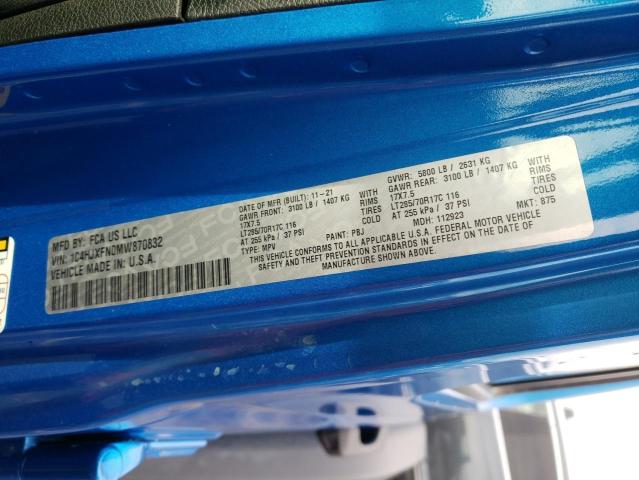 MFD BY: FCA US LLC
VIN: 1C4HJXFN0MW870832
VEHICLE MADE IN U.S.A.
DATE OF MFR (BUILT): 11-21
GAWR FRONT: 3100 LB / 1407 KG WITH
17X7.5 RIMS
LT285/70R17C 116 TIRES
AT 255 kPa / 37 PSI COLD
TYPE: MPV PAINT: PBJ
GVWR: 5800 LB / 2631 KG
GAWR REAR: 3100 LB / 1407 KG WITH
17X7.5 RIMS
LT285/70R17C 116 TIRES
AT 255 kPa / 37 PSI COLD
MDH: 112923 MKT: 875
THIS VEHICLE CONFORMS TO ALL APPLICABLE U.S.A. FEDERAL MOTOR VEHICLE
SAFETY, BUMPER, AND THEFT PREVENTION STANDARDS IN EFFECT ON THE DATE OF
MANUFACTURE SHOWN ABOVE.